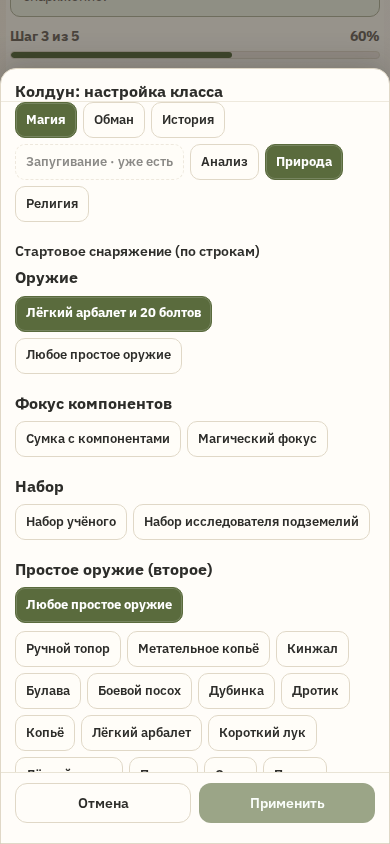 Шаг 3 из 5 60%
Колдун: настройка класса
Магия Обман История
Запугивание · уже есть Анализ Природа
Религия
Стартовое снаряжение (по строкам)
Оружие
Лёгкий арбалет и 20 болтов
Любое простое оружие
Фокус компонентов
Сумка с компонентами Магический фокус
Набор
Набор учёного Набор исследователя подземелий
Простое оружие (второе)
Любое простое оружие
Ручной топор Метательное копьё Кинжал
Булава Боевой посох Дубинка Дротик
Копьё Лёгкий арбалет Короткий лук
Отмена Применить